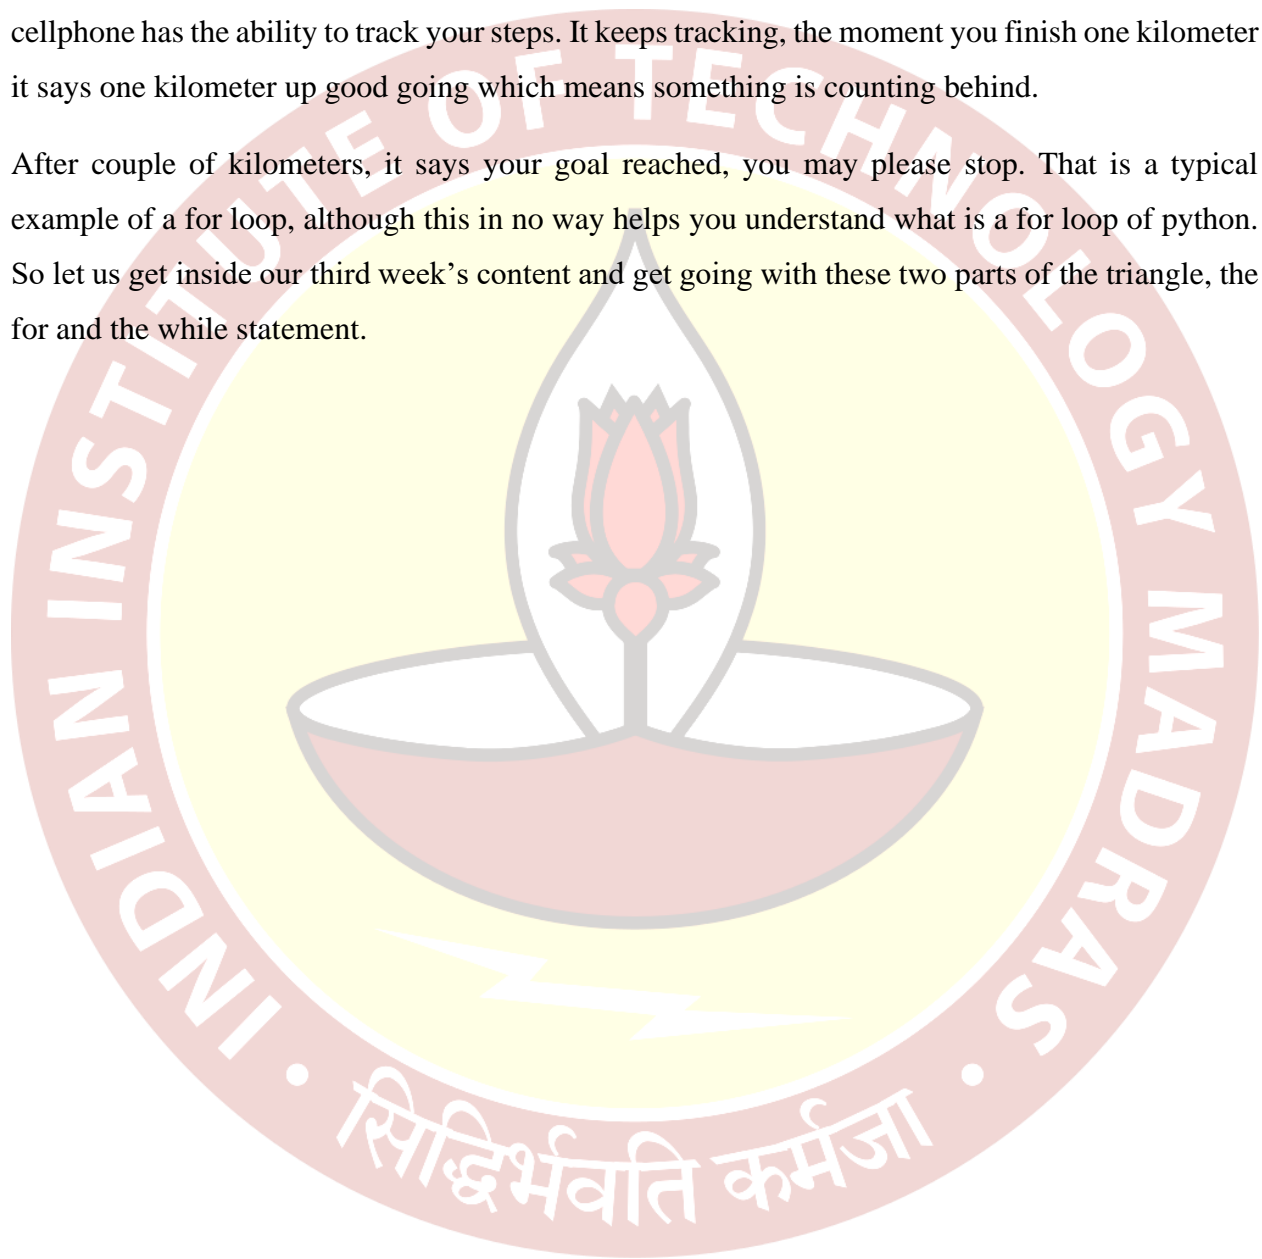 cellphone has the ability to track your steps. It keeps tracking, the moment you finish one kilometer
it says one kilometer up good going which means something is counting behind.
After couple of kilometers, it says your goal reached, you may please stop. That is a typical
example of a for loop, although this in no way helps you understand what is a for loop of python.
So let us get inside our third week’s content and get going with these two parts of the triangle, the
for and the while statement.
INDIAN INSTITUTE OF TECHNOLOGY MADRAS
सिद्धिर्भवति कर्मजा